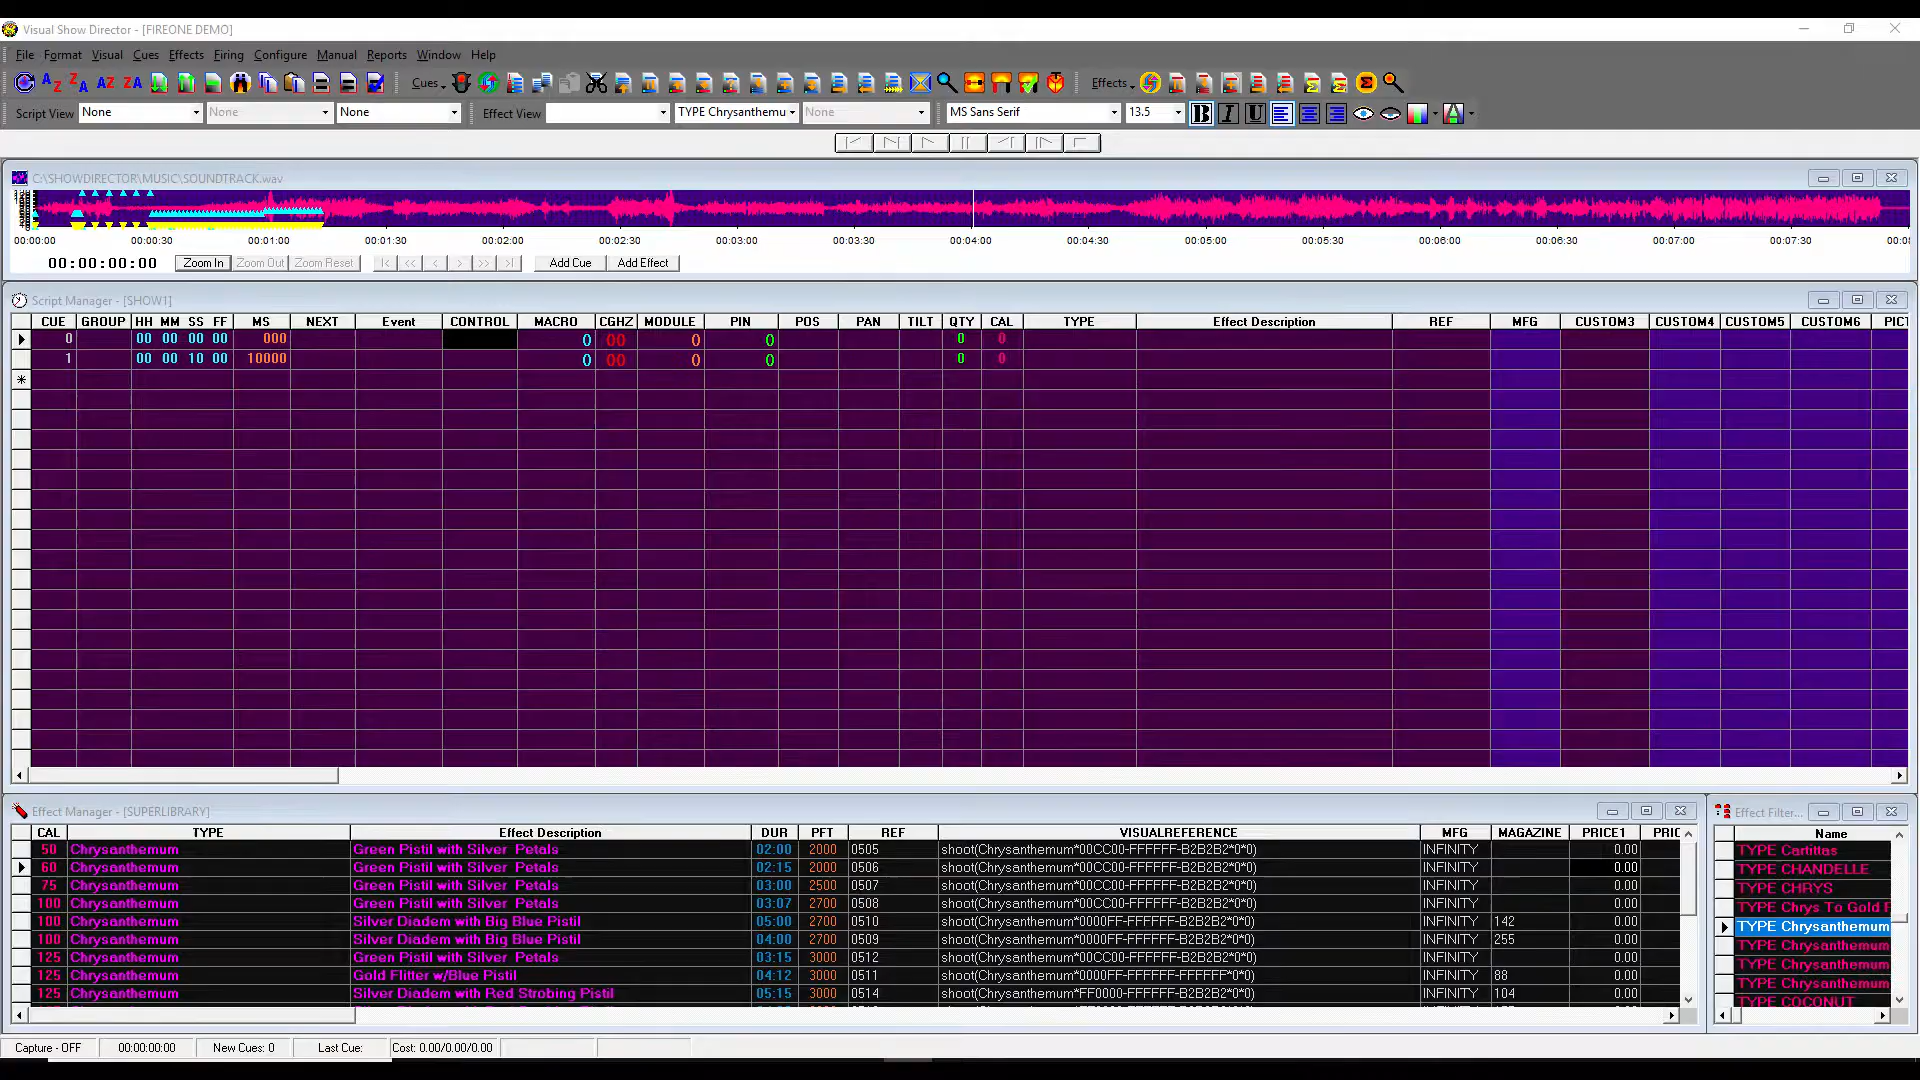 Visual Show Director - [FIREONE DEMO]
File Format Visual Cues Effects Firing Configure Manual Reports Window Help
Cues Effects
Script View None None None Effect View TYPE Chrysanthemu None MS Sans Serif 13.5 B I U
C:\SHOWDIRECTOR\MUSIC\SOUNDTRACK.wav
00:00:00 00:00:30 00:01:00 00:01:30 00:02:00 00:02:30 00:03:00 00:03:30 00:04:00 00:04:30 00:05:00 00:05:30 00:06:00 00:06:30 00:07:00 00:07:30 00:0
00:00:00:00 Zoom In Zoom Out Zoom Reset |< << < > >> >| Add Cue Add Effect
Script Manager - [SHOW1]
CUE GROUP HH MM SS FF MS NEXT Event CONTROL MACRO CGHZ MODULE PIN POS PAN TILT QTY CAL TYPE Effect Description REF MFG CUSTOM3 CUSTOM4 CUSTOM5 CUSTOM6 PICT
0 00 00 00 00 000 0 00 0 0 0 0
1 00 00 10 00 10000 0 00 0 0 0 0
Effect Manager - [SUPERLIBRARY]
CAL TYPE Effect Description DUR PFT REF VISUALREFERENCE MFG MAGAZINE PRICE1 PRIC
50 Chrysanthemum Green Pistil with Silver Petals 02:00 2000 0505 shoot(Chrysanthemum*00CC00-FFFFFF-B2B2B2*0*0) INFINITY 0.00
60 Chrysanthemum Green Pistil with Silver Petals 02:15 2000 0506 shoot(Chrysanthemum*00CC00-FFFFFF-B2B2B2*0*0) INFINITY 0.00
75 Chrysanthemum Green Pistil with Silver Petals 03:00 2500 0507 shoot(Chrysanthemum*00CC00-FFFFFF-B2B2B2*0*0) INFINITY 0.00
100 Chrysanthemum Green Pistil with Silver Petals 03:07 2700 0508 shoot(Chrysanthemum*00CC00-FFFFFF-B2B2B2*0*0) INFINITY 0.00
100 Chrysanthemum Silver Diadem with Big Blue Pistil 05:00 2700 0510 shoot(Chrysanthemum*0000FF-FFFFFF-B2B2B2*0*0) INFINITY 142 0.00
100 Chrysanthemum Silver Diadem with Big Blue Pistil 04:00 2700 0509 shoot(Chrysanthemum*0000FF-FFFFFF-B2B2B2*0*0) INFINITY 255 0.00
125 Chrysanthemum Green Pistil with Silver Petals 03:15 3000 0512 shoot(Chrysanthemum*00CC00-FFFFFF-B2B2B2*0*0) INFINITY 0.00
125 Chrysanthemum Gold Flitter w/Blue Pistil 04:12 3000 0511 shoot(Chrysanthemum*0000FF-FFFFFF-FFFFFF*0*0) INFINITY 88 0.00
125 Chrysanthemum Silver Diadem with Red Strobing Pistil 05:15 3000 0514 shoot(Chrysanthemum*FF0000-FFFFFF-B2B2B2*0*0) INFINITY 104 0.00
Effect Filter...
Name
TYPE Cartittas
TYPE CHANDELLE
TYPE CHRYS
TYPE Chrys To Gold F
TYPE Chrysanthemum
TYPE Chrysanthemum
TYPE Chrysanthemum
TYPE Chrysanthemum
TYPE COCONUT
Capture - OFF 00:00:00:00 New Cues: 0 Last Cue: Cost: 0.00/0.00/0.00